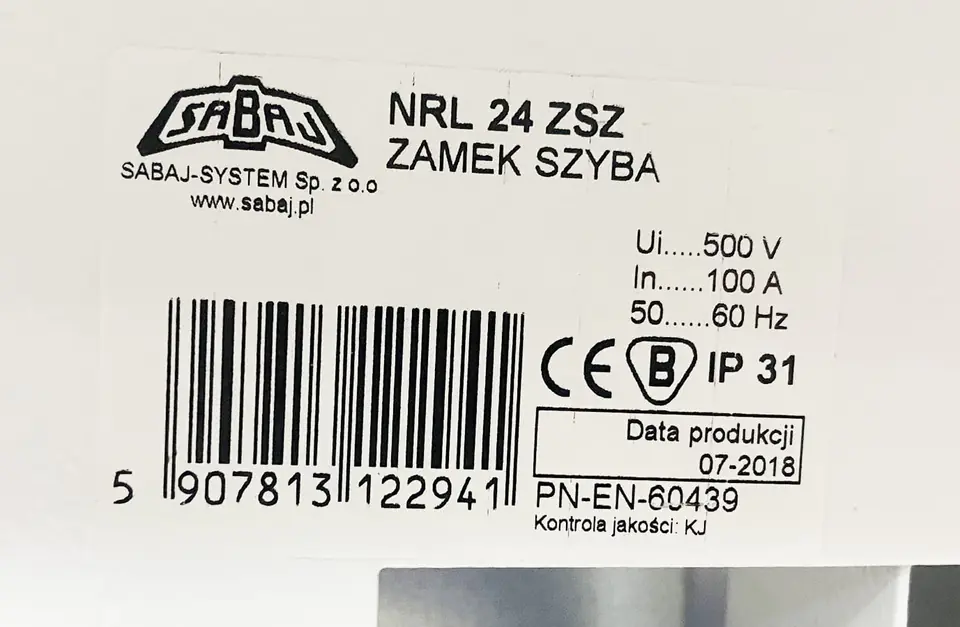 SABAJ
SABAJ-SYSTEM Sp. z o.o
www.sabaj.pl
NRL 24 ZSZ
ZAMEK SZYBA
Ui.....500 V
In......100 A
50......60 Hz
CE B IP 31
Data produkcji
07-2018
PN-EN-60439
Kontrola jakości: KJ
5 907813 122941